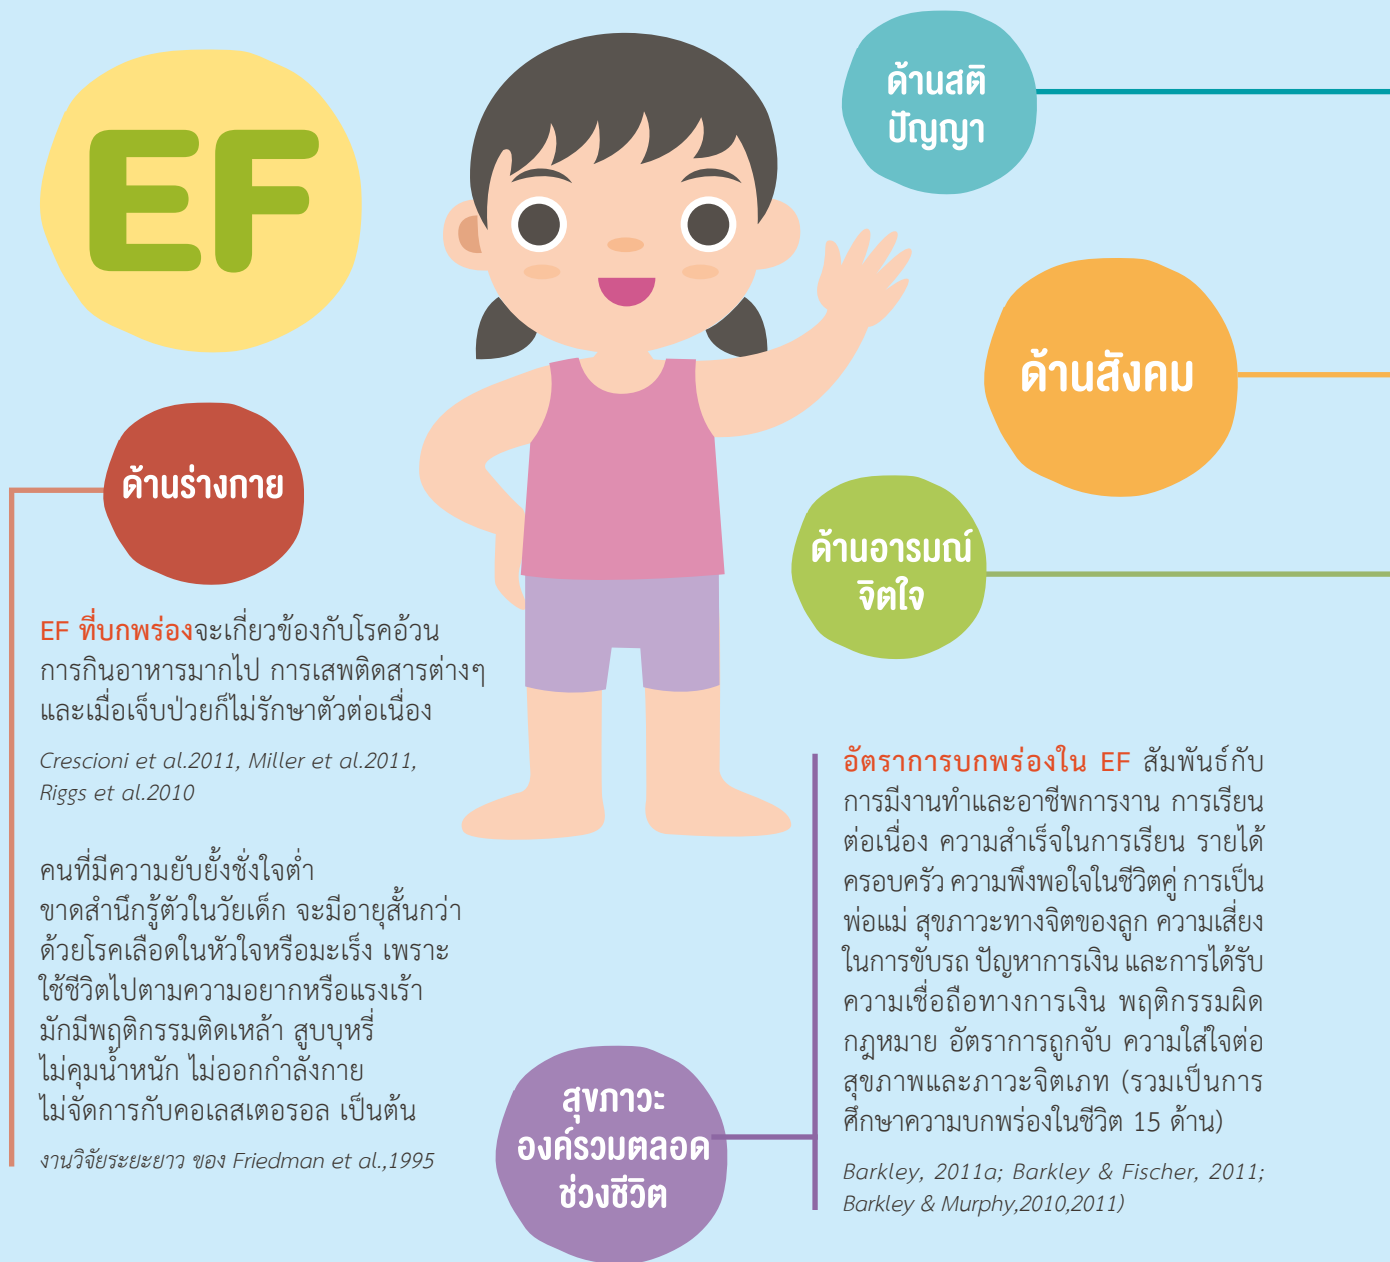 EF
ด้านสติ
ปัญญา
ด้านสังคม
ด้านร่างกาย
ด้านอารมณ์
จิตใจ
EF ที่บกพร่องจะเกี่ยวข้องกับโรคอ้วน
การกินอาหารมากไป การเสพติดสารต่างๆ
และเมื่อเจ็บป่วยก็ไม่รักษาตัวต่อเนื่อง
Crescioni et al.2011, Miller et al.2011,
Riggs et al.2010
คนที่มีความยับยั้งชั่งใจต่ำ
ขาดสำนึกรู้ตัวในวัยเด็ก จะมีอายุสั้นกว่า
ด้วยโรคเลือดในหัวใจหรือมะเร็ง เพราะ
ใช้ชีวิตไปตามความอยากหรือแรงเร้า
มักมีพฤติกรรมติดเหล้า สูบบุหรี่
ไม่คุมน้ำหนัก ไม่ออกกำลังกาย
ไม่จัดการกับคอเลสเตอรอล เป็นต้น
งานวิจัยระยะยาว ของ Friedman et al.,1995
สุขภาวะ
องค์รวมตลอด
ช่วงชีวิต
อัตราการบกพร่องใน EF สัมพันธ์กับ
การมีงานทำและอาชีพการงาน การเรียน
ต่อเนื่อง ความสำเร็จในการเรียน รายได้
ครอบครัว ความพึงพอใจในชีวิตคู่ การเป็น
พ่อแม่ สุขภาวะทางจิตของลูก ความเสี่ยง
ในการขับรถ ปัญหาการเงิน และการได้รับ
ความเชื่อถือทางการเงิน พฤติกรรมผิด
กฎหมาย อัตราการถูกจับ ความใส่ใจต่อ
สุขภาพและภาวะจิตเภท (รวมเป็นการ
ศึกษาความบกพร่องในชีวิต 15 ด้าน)
Barkley, 2011a; Barkley & Fischer, 2011;
Barkley & Murphy,2010,2011)